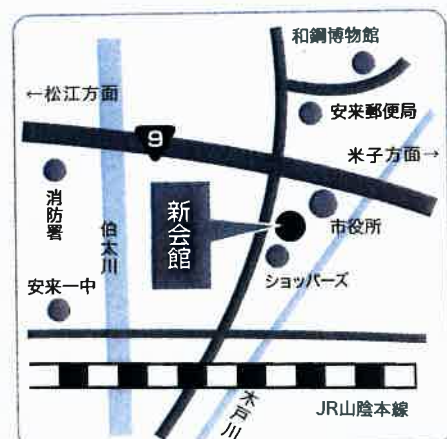 和鋼博物館
←松江方面
安来郵便局
9
米子方面→
消防署
伯太川
新会館
市役所
ショッパーズ
安来一中
木戸川
JR山陰本線